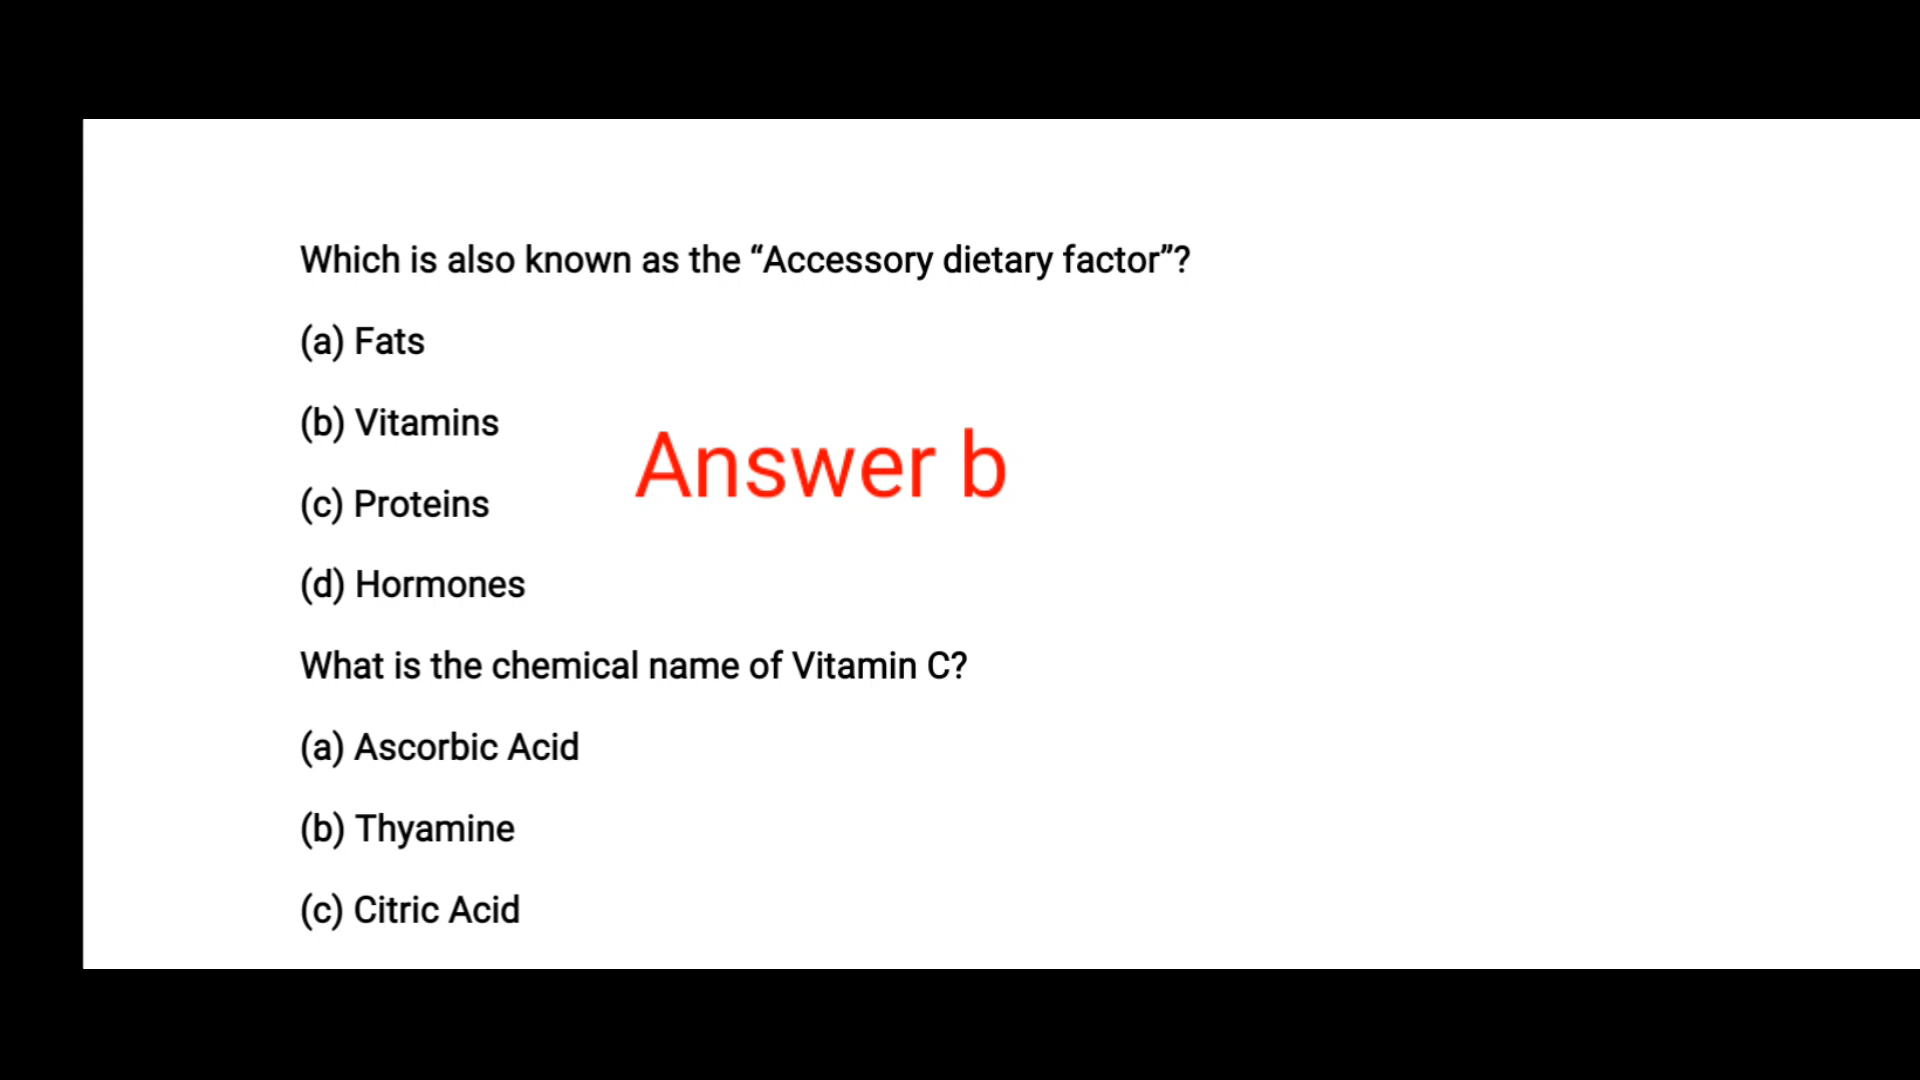 Which is also known as the “Accessory dietary factor”?
(a) Fats
(b) Vitamins
Answer b
(c) Proteins
(d) Hormones
What is the chemical name of Vitamin C?
(a) Ascorbic Acid
(b) Thyamine
(c) Citric Acid